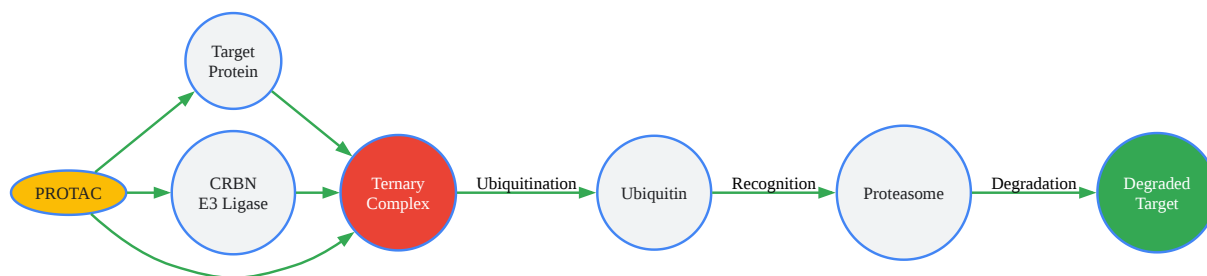 Target
Protein
PROTAC
CRBN
E3 Ligase
Ternary
Complex
Ubiquitination
Ubiquitin
Recognition
Proteasome
Degradation
Degraded
Target